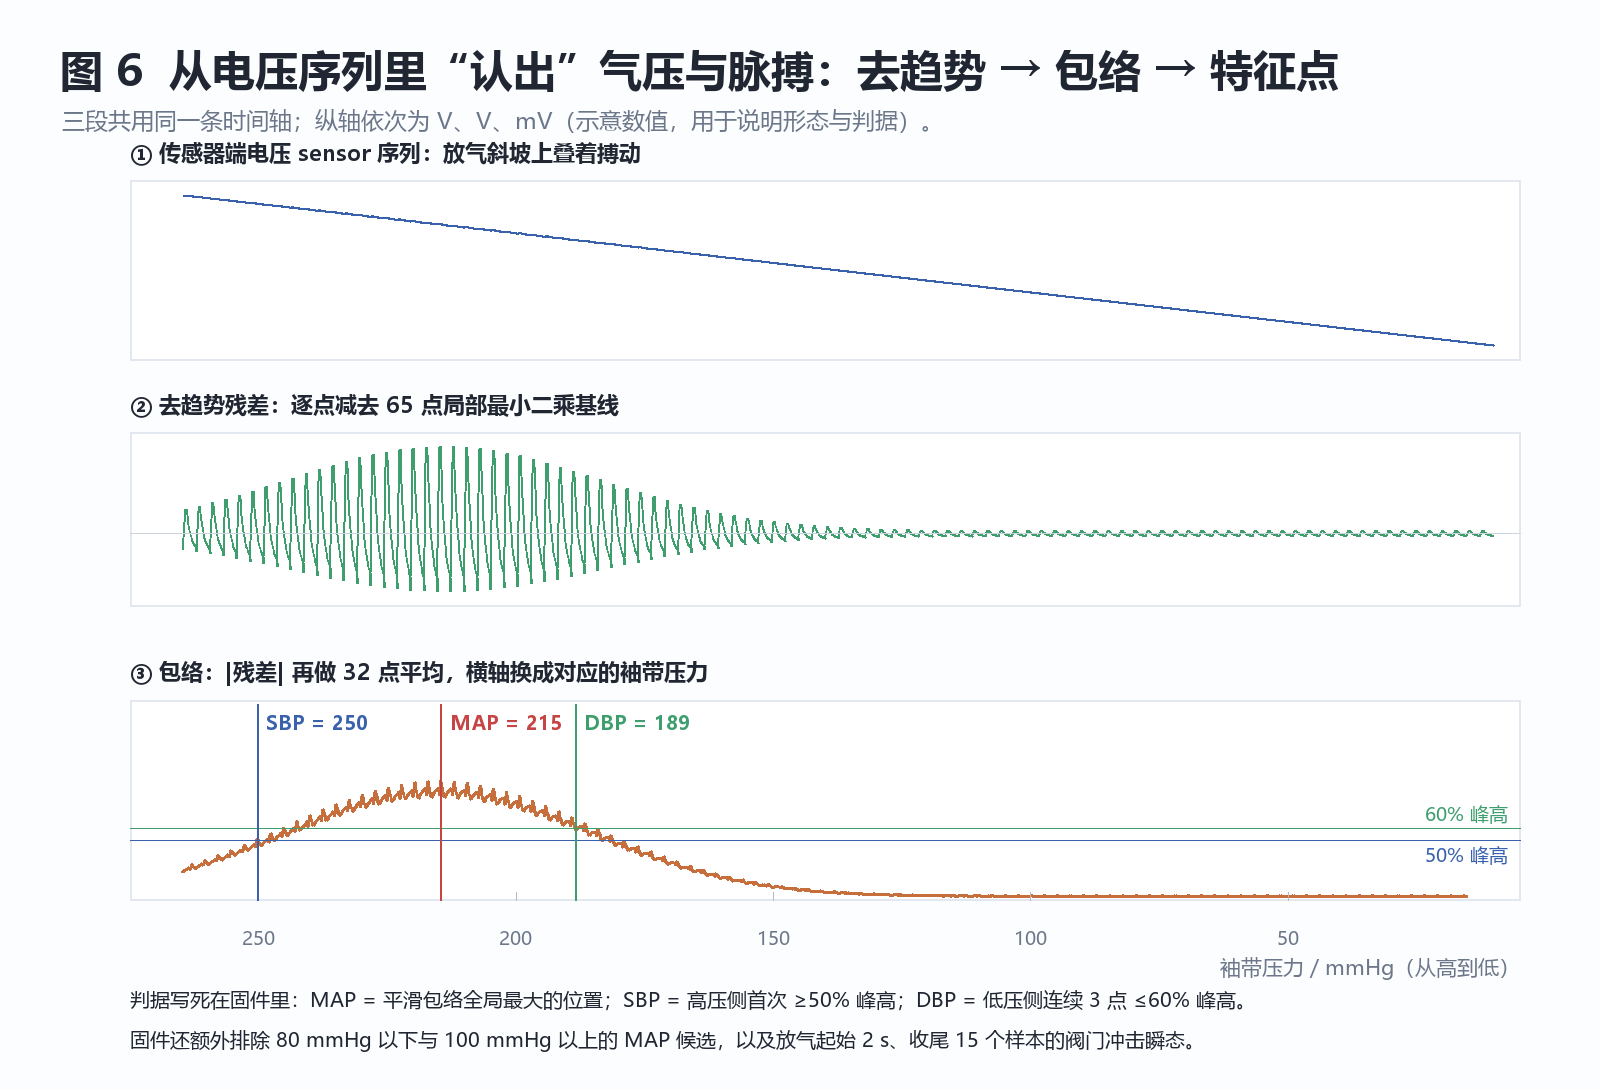 图 6 从电压序列里“认出”气压与脉搏：去趋势 → 包络 → 特征点
三段共用同一条时间轴；纵轴依次为 V、V、mV（示意数值，用于说明形态与判据）。
① 传感器端电压 sensor 序列：放气斜坡上叠着搏动
② 去趋势残差：逐点减去 65 点局部最小二乘基线
③ 包络：|残差| 再做 32 点平均，横轴换成对应的袖带压力
SBP = 250
MAP = 215
DBP = 189
60% 峰高
50% 峰高
250
200
150
100
50
袖带压力 / mmHg（从高到低）
判据写死在固件里：MAP = 平滑包络全局最大的位置；SBP = 高压侧首次 ≥50% 峰高；DBP = 低压侧连续 3 点 ≤60% 峰高。
固件还额外排除 80 mmHg 以下与 100 mmHg 以上的 MAP 候选，以及放气起始 2 s、收尾 15 个样本的阀门冲击瞬态。